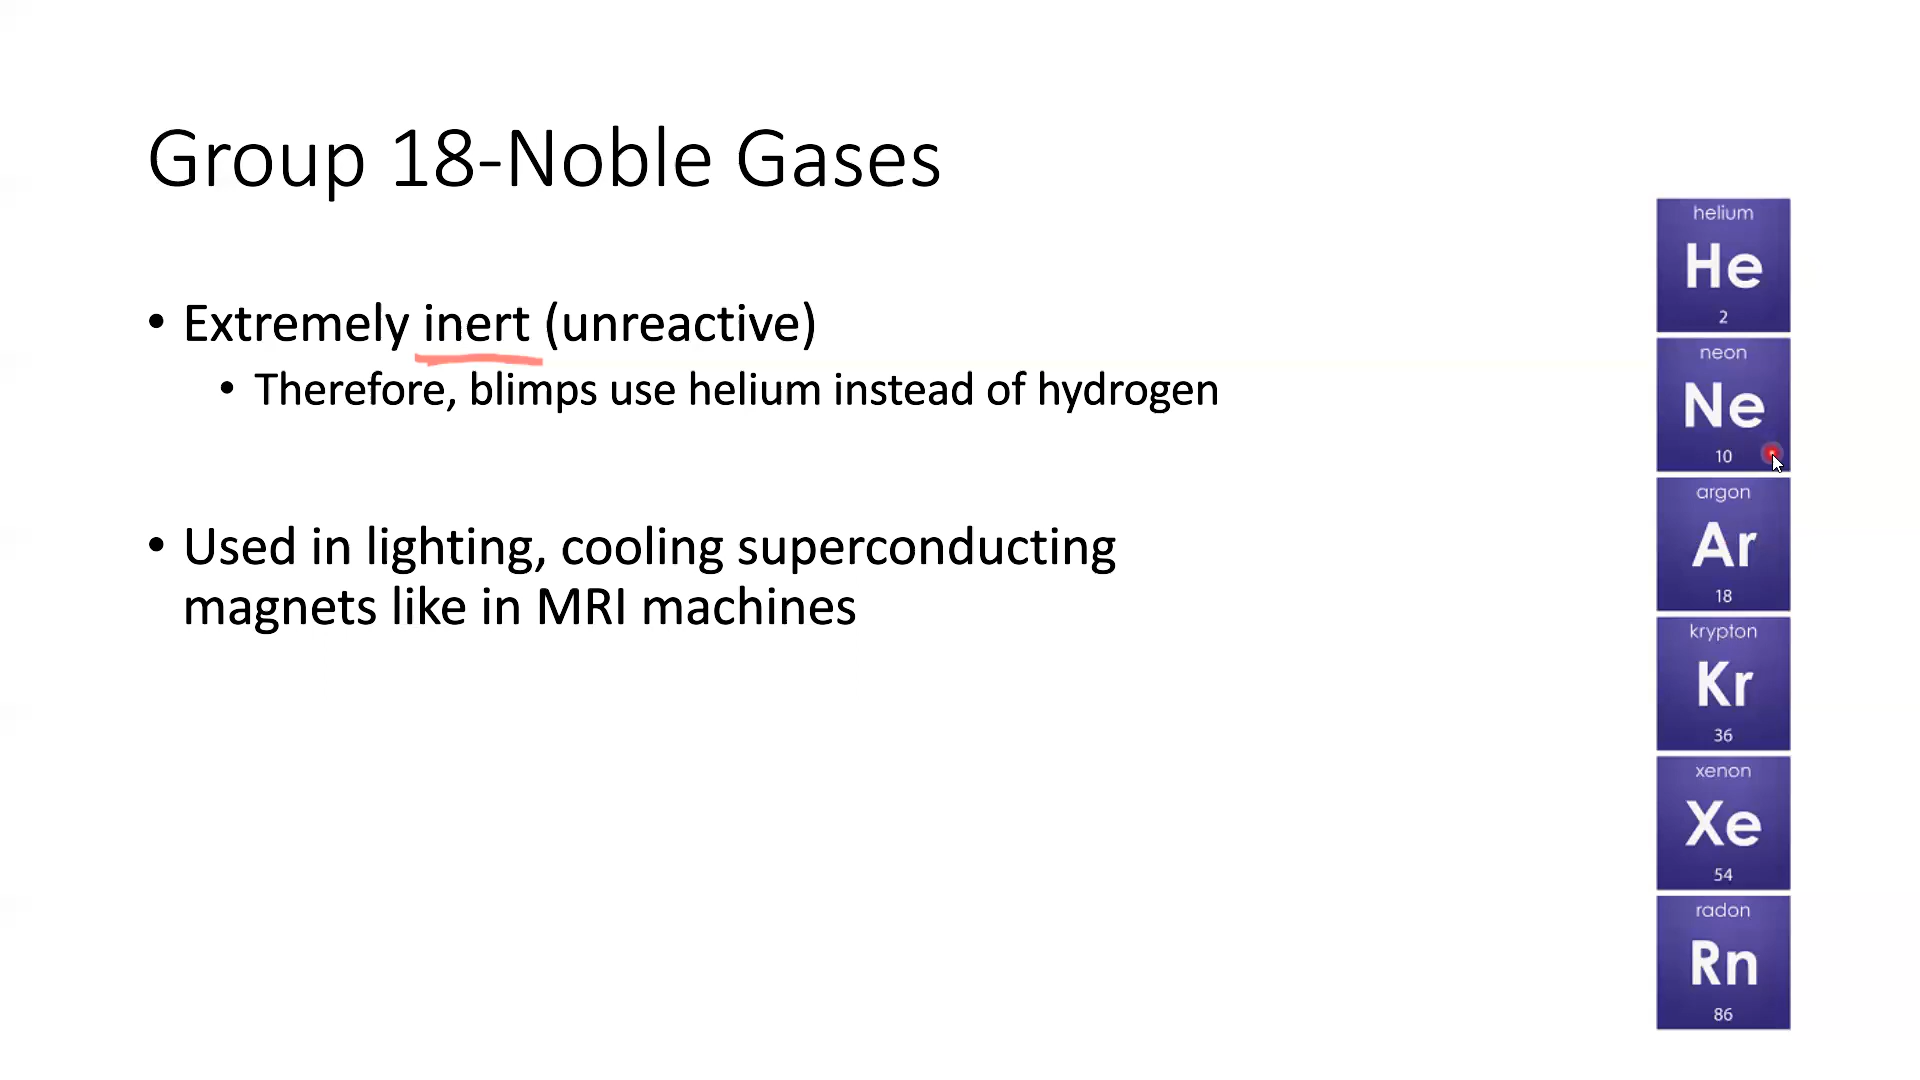 Group 18-Noble Gases
• Extremely inert (unreactive)
• Therefore, blimps use helium instead of hydrogen
• Used in lighting, cooling superconducting
magnets like in MRI machines
helium
He
2
neon
Ne
10
argon
Ar
18
krypton
Kr
36
xenon
Xe
54
radon
Rn
86